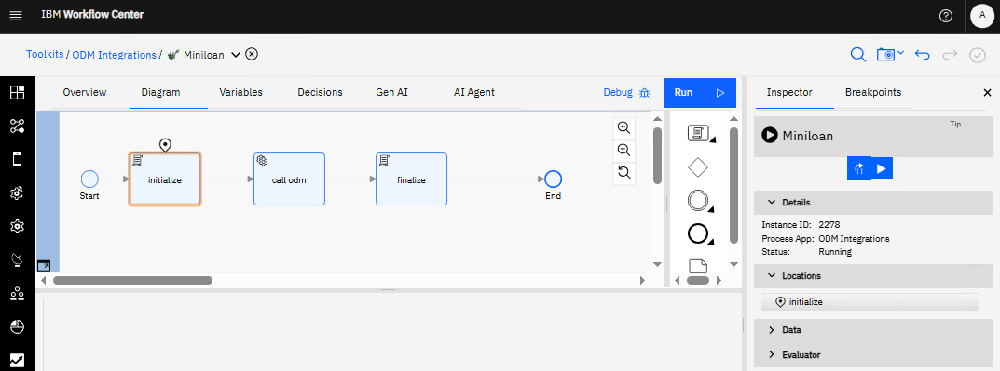 IBM Workflow Center
A
Toolkits / ODM Integrations / Miniloan
Overview Diagram Variables Decisions Gen AI AI Agent Debug Run
Inspector Breakpoints
Tip
Miniloan
Start
initialize
call odm
finalize
End
Details
Instance ID: 2278
Process App: ODM Integrations
Status: Running
Locations
initialize
Data
Evaluator